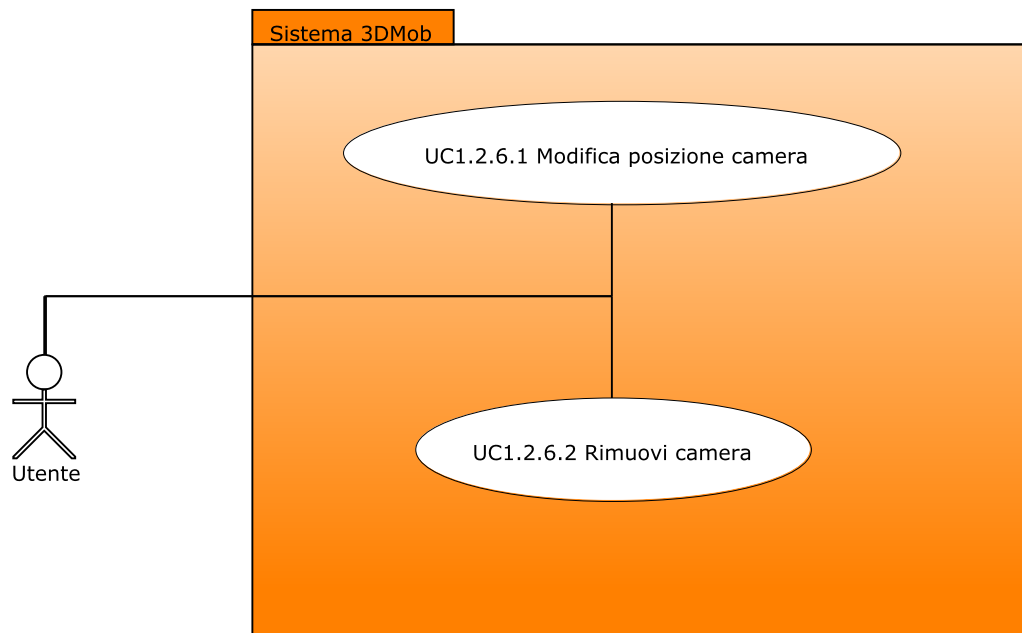 Sistema 3DMob
UC1.2.6.1 Modifica posizione camera
UC1.2.6.2 Rimuovi camera
Utente